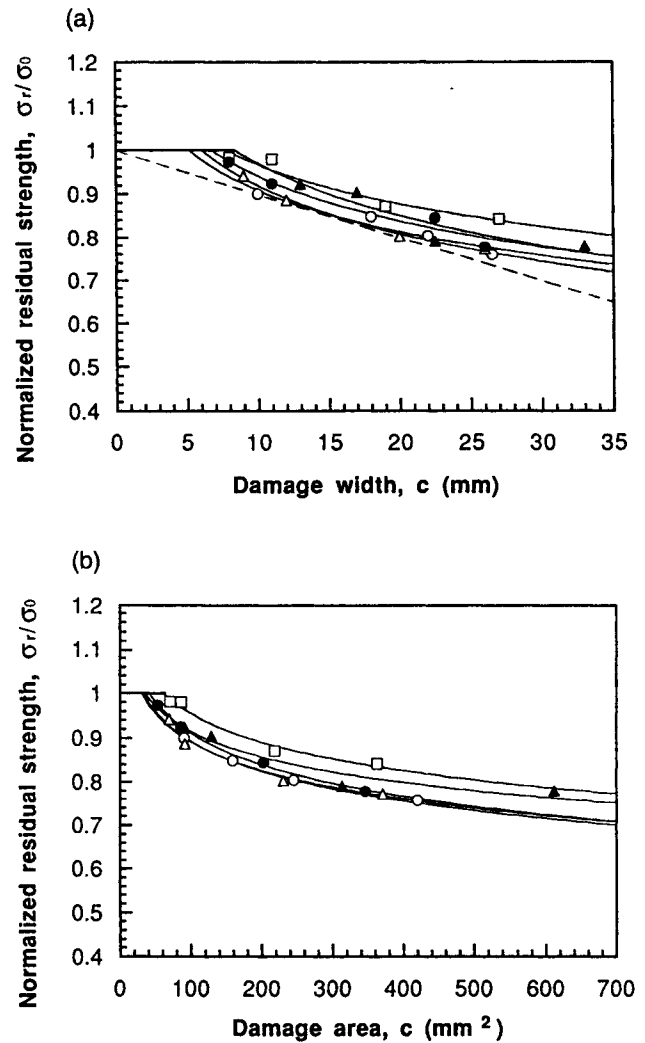 (a)
1.2
1.1
1
0.9
0.8
0.7
0.6
0.5
0.4
Normalized residual strength, σr/σ0
0 5 10 15 20 25 30 35
Damage width, c (mm)
(b)
1.2
1.1
1
0.9
0.8
0.7
0.6
0.5
0.4
Normalized residual strength, σr/σ0
0 100 200 300 400 500 600 700
Damage area, c (mm²)